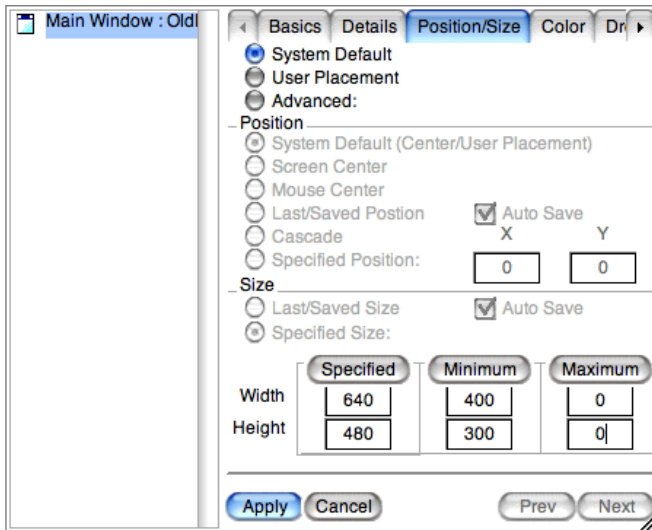 Main Window : Old
Basics Details Position/Size Color Dr
System Default
User Placement
Advanced:
Position
System Default (Center/User Placement)
Screen Center
Mouse Center
Last/Saved Postion Auto Save
Cascade X Y
Specified Position: 0 0
Size
Last/Saved Size Auto Save
Specified Size:
Specified Minimum Maximum
Width 640 400 0
Height 480 300 0
Apply Cancel Prev Next